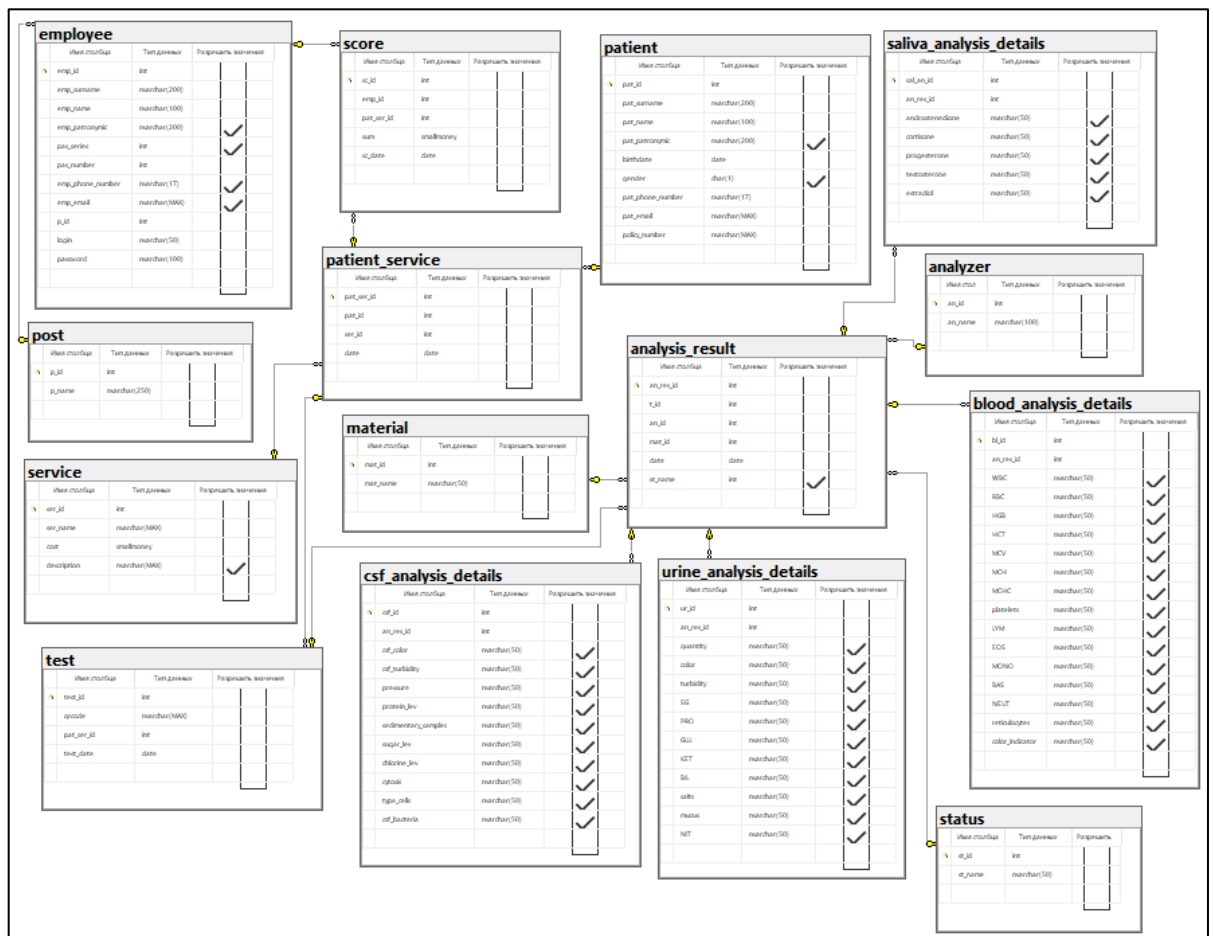 employee
Имя столбца Тип данных Разрешить значения
emp_id int
emp_surname nvarchar(200)
emp_name nvarchar(100)
emp_patronymic nvarchar(200)
pas_series int
pas_number int
emp_phone_number nvarchar(17)
emp_email nvarchar(MAX)
p_id int
login nvarchar(50)
password nvarchar(100)
score
Имя столбца Тип данных Разрешить значения
sc_id int
emp_id int
pat_ser_id int
sum smallmoney
sc_date date
patient
Имя столбца Тип данных Разрешить значения
pat_id int
pat_surname nvarchar(200)
pat_name nvarchar(100)
pat_patronymic nvarchar(200)
birthdate date
gender char(1)
pat_phone_number nvarchar(17)
pat_email nvarchar(MAX)
policy_number nvarchar(MAX)
saliva_analysis_details
Имя столбца Тип данных Разрешить значения
sal_an_id int
an_res_id int
androstenedione nvarchar(50)
cortisone nvarchar(50)
progesterone nvarchar(50)
testosterone nvarchar(50)
estradiol nvarchar(50)
patient_service
Имя столбца Тип данных Разрешить значения
pat_ser_id int
pat_id int
ser_id int
date date
analyzer
Имя стол Тип данных Разрешить значения
an_id int
an_name nvarchar(100)
post
Имя столбца Тип данных Разрешить значения
p_id int
p_name nvarchar(250)
analysis_result
Имя столбца Тип данных Разрешить значения
an_res_id int
t_id int
an_id int
mat_id int
date date
st_name int
blood_analysis_details
Имя столбца Тип данных Разрешить значения
bl_id int
an_res_id int
WBC nvarchar(50)
RBC nvarchar(50)
HGB nvarchar(50)
HCT nvarchar(50)
MCV nvarchar(50)
MCH nvarchar(50)
MCHC nvarchar(50)
platelets nvarchar(50)
LYM nvarchar(50)
EOS nvarchar(50)
MONO nvarchar(50)
BAS nvarchar(50)
NEUT nvarchar(50)
reticulocytes nvarchar(50)
color_indicator nvarchar(50)
material
Имя столбца Тип данных Разрешить значения
mat_id int
mat_name nvarchar(50)
service
Имя столбца Тип данных Разрешить значения
ser_id int
ser_name nvarchar(MAX)
cost smallmoney
description nvarchar(MAX)
csf_analysis_details
Имя столбца Тип данных Разрешить значения
csf_id int
an_res_id int
csf_color nvarchar(50)
csf_turbidity nvarchar(50)
pressure nvarchar(50)
protein_lev nvarchar(50)
sedimentary_samples nvarchar(50)
sugar_lev nvarchar(50)
chlorine_lev nvarchar(50)
cytosis nvarchar(50)
type_cells nvarchar(50)
csf_bacteria nvarchar(50)
urine_analysis_details
Имя столбца Тип данных Разрешить значения
ur_id int
an_res_id int
quantity nvarchar(50)
color nvarchar(50)
turbidity nvarchar(50)
SG nvarchar(50)
PRO nvarchar(50)
GLU nvarchar(50)
KET nvarchar(50)
BIL nvarchar(50)
salts nvarchar(50)
mucus nvarchar(50)
NIT nvarchar(50)
test
Имя столбца Тип данных Разрешить значения
test_id int
qrcode nvarchar(MAX)
pat_ser_id int
test_date date
status
Имя столбца Тип данных Разрешить
st_id int
st_name nvarchar(50)